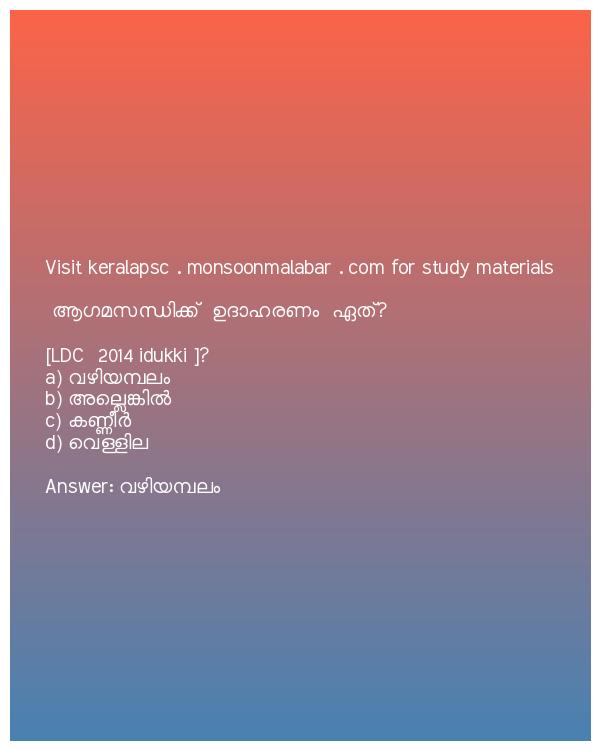 Visit keralapsc . monsoonmalabar . com for study materials
ആഗമസന്ധിക്ക് ഉദാഹരണം ഏത്?
[LDC 2014 idukki ]?
a) വഴിയമ്പലം
b) അല്ലെങ്കിൽ
c) കണ്ണീർ
d) വെള്ളില
Answer: വഴിയമ്പലം